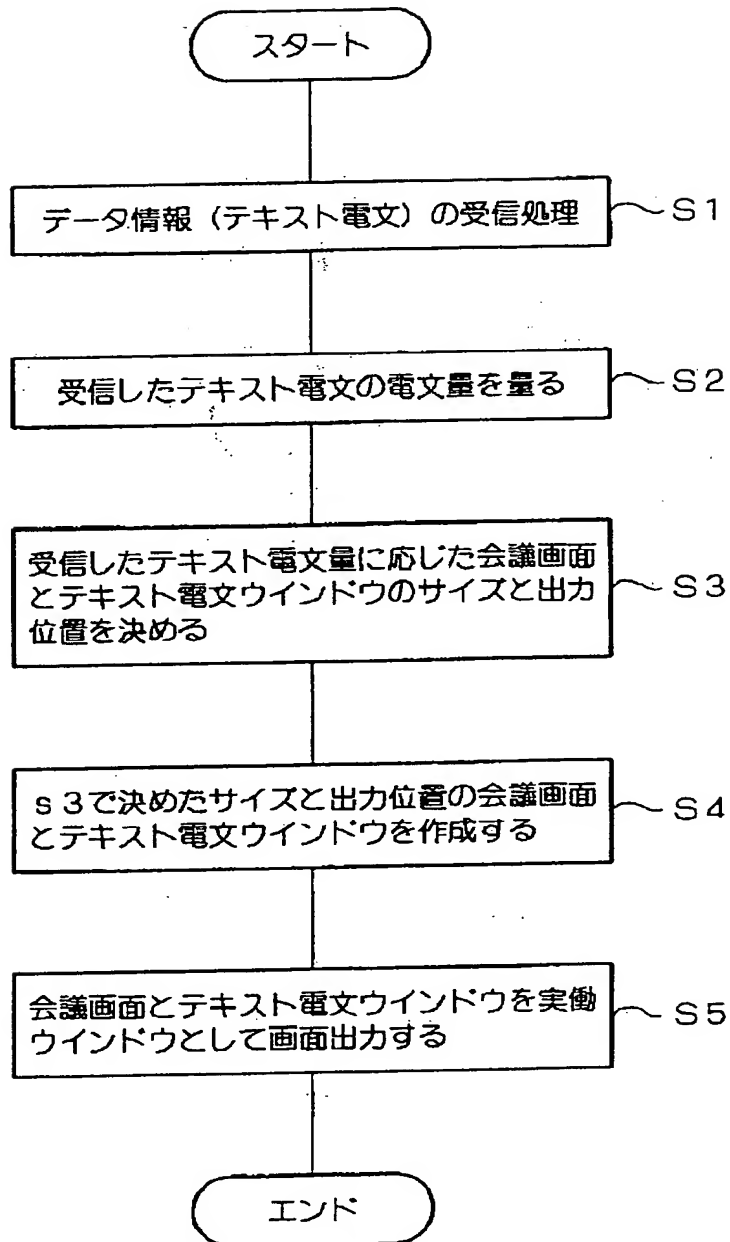 スタート
データ情報（テキスト電文）の受信処理
S1
受信したテキスト電文の電文量を量る
S2
受信したテキスト電文量に応じた会議画面
とテキスト電文ウインドウのサイズと出力
位置を決める
S3
s3で決めたサイズと出力位置の会議画面
とテキスト電文ウインドウを作成する
S4
会議画面とテキスト電文ウインドウを実働
ウインドウとして画面出力する
S5
エンド